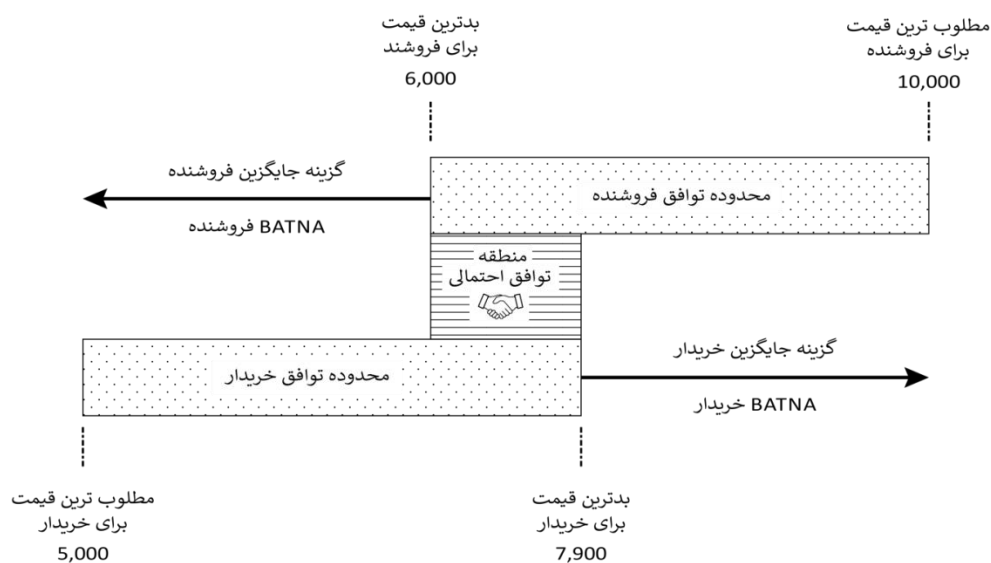 مطلوب ترین قیمت
برای فروشنده
10,000
بدترین قیمت
برای فروشند
6,000
گزینه جایگزین فروشنده
BATNA فروشنده
محدوده توافق فروشنده
منطقه
توافق احتمالی
محدوده توافق خریدار
گزینه جایگزین خریدار
BATNA خریدار
بدترین قیمت
برای خریدار
7,900
مطلوب ترین قیمت
برای خریدار
5,000